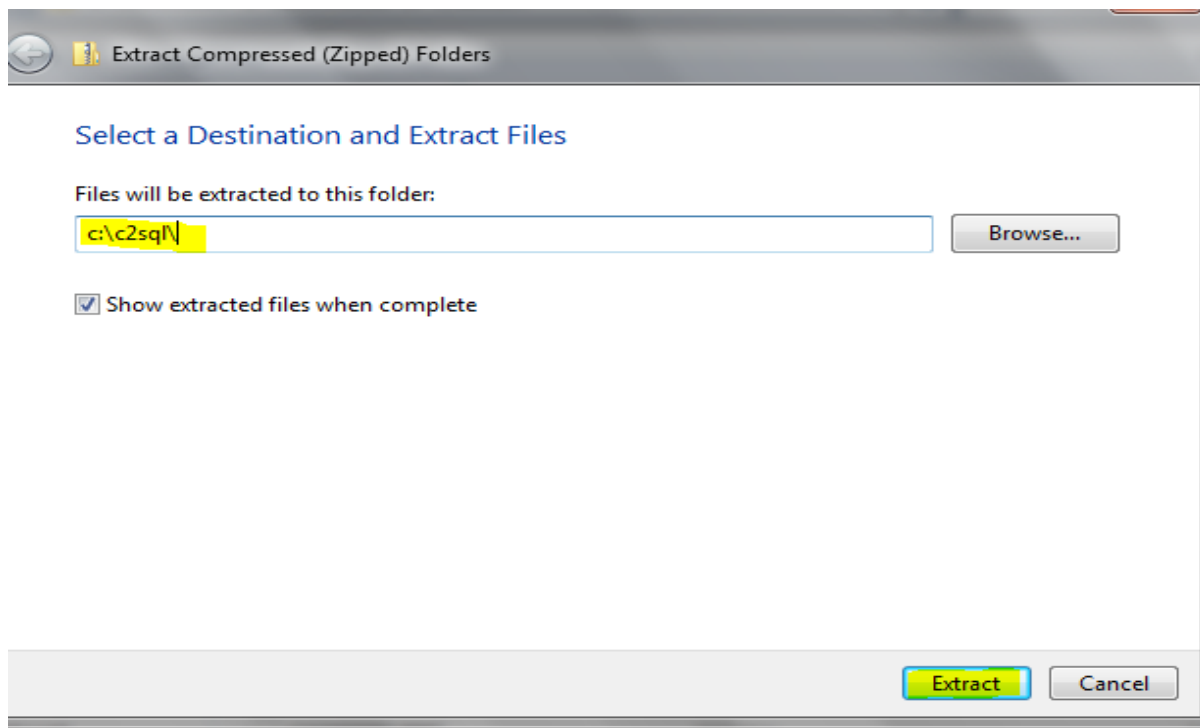 Extract Compressed (Zipped) Folders
Select a Destination and Extract Files
Files will be extracted to this folder:
c:\c2sql\
Browse...
Show extracted files when complete
Extract
Cancel